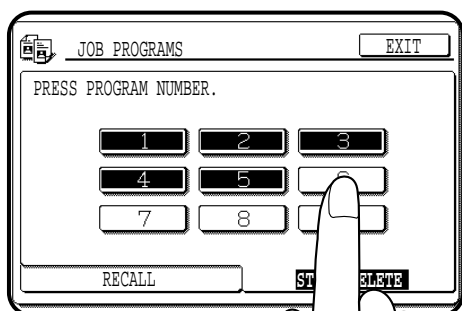 JOB PROGRAMS
EXIT
PRESS PROGRAM NUMBER.
1 2 3
4 5
7 8
RECALL